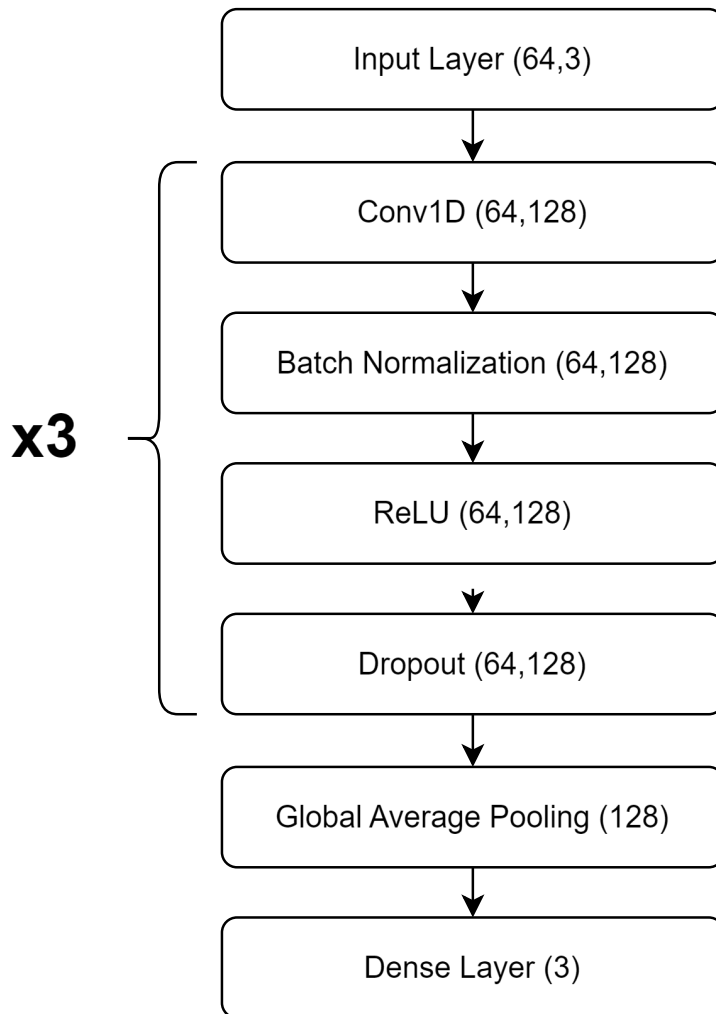 Input Layer (64,3)
Conv1D (64,128)
Batch Normalization (64,128)
x3
ReLU (64,128)
Dropout (64,128)
Global Average Pooling (128)
Dense Layer (3)